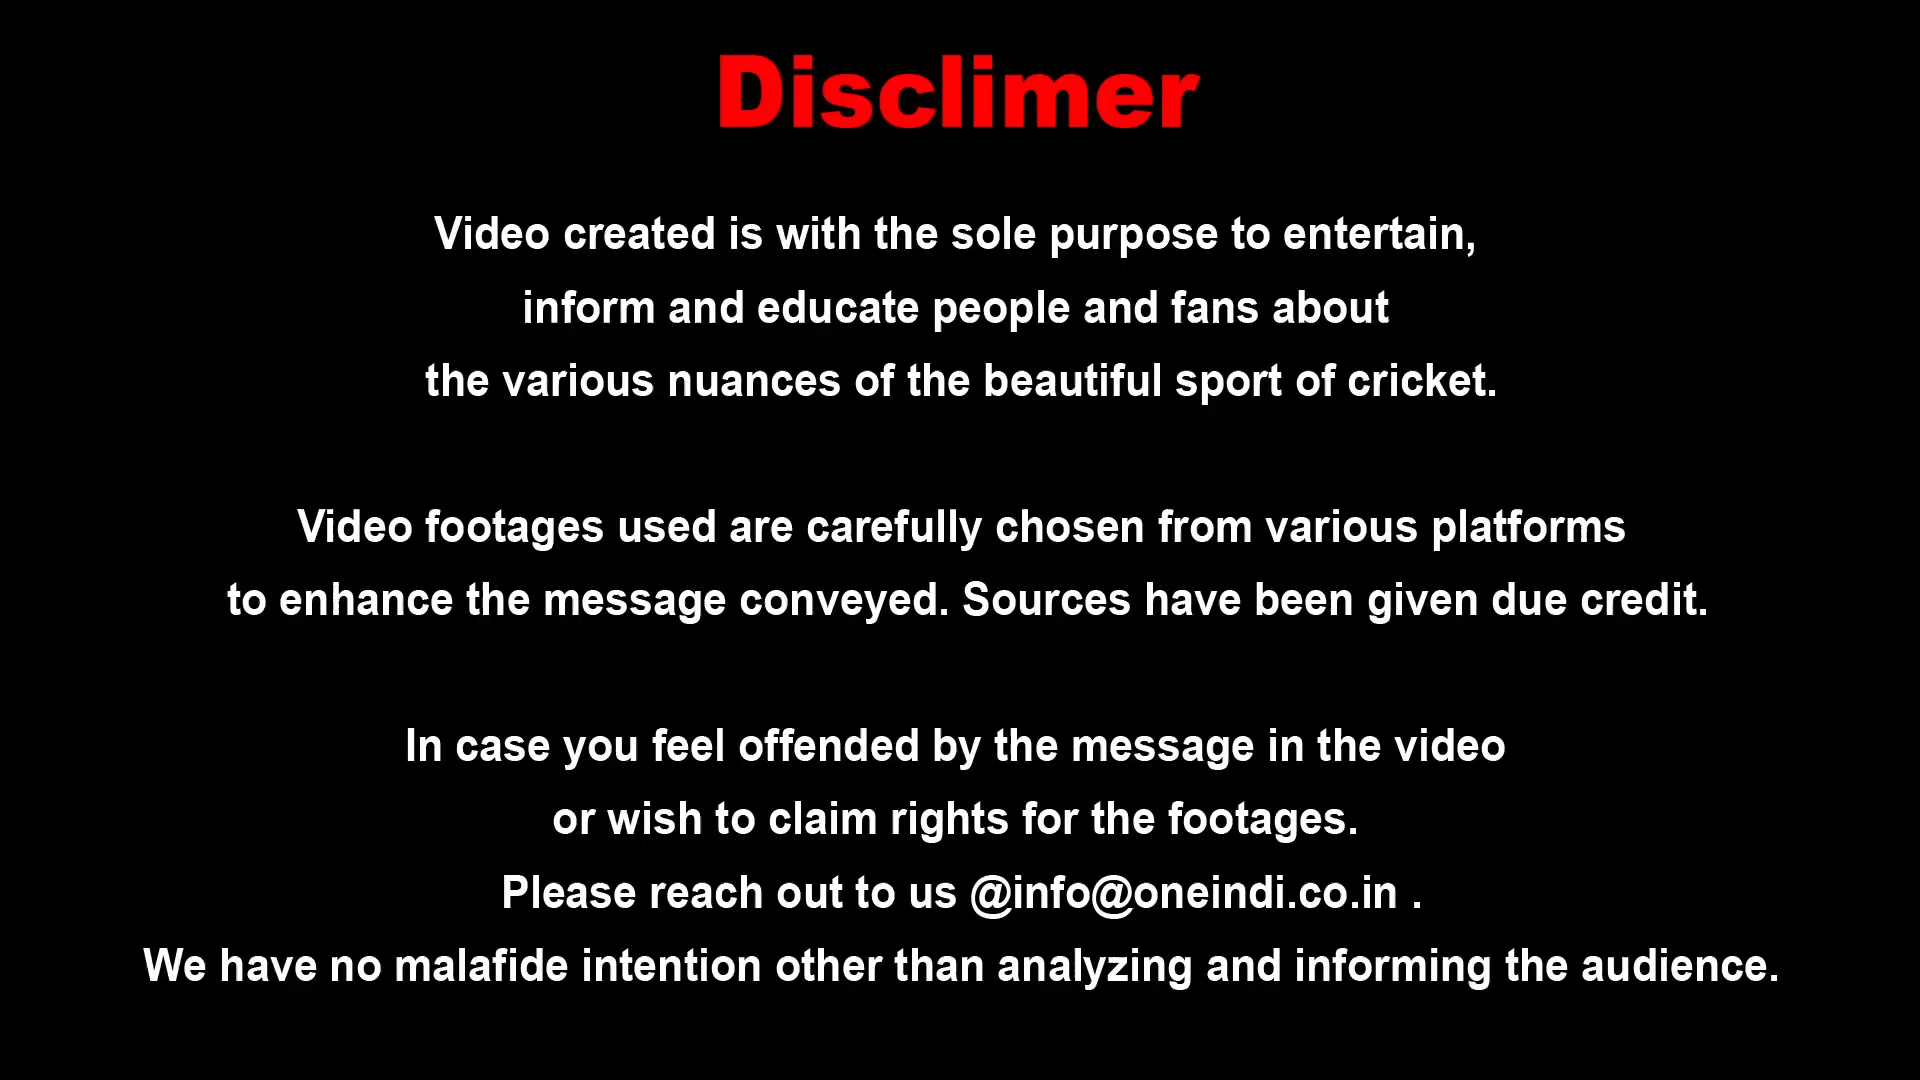 Disclimer
Video created is with the sole purpose to entertain,
inform and educate people and fans about
the various nuances of the beautiful sport of cricket.
Video footages used are carefully chosen from various platforms
to enhance the message conveyed. Sources have been given due credit.
In case you feel offended by the message in the video
or wish to claim rights for the footages.
Please reach out to us @info@oneindi.co.in .
We have no malafide intention other than analyzing and informing the audience.